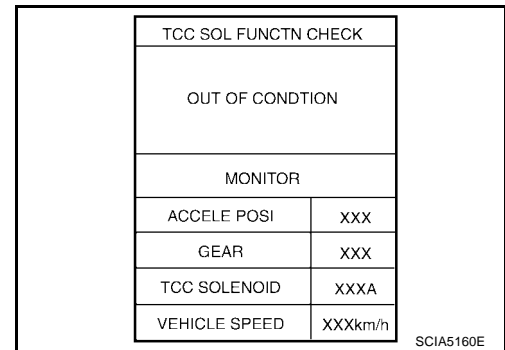 TCC SOL FUNCTN CHECK
OUT OF CONDTION
MONITOR
ACCELE POSI XXX
GEAR XXX
TCC SOLENOID XXXA
VEHICLE SPEED XXXkm/h
SCIA5160E